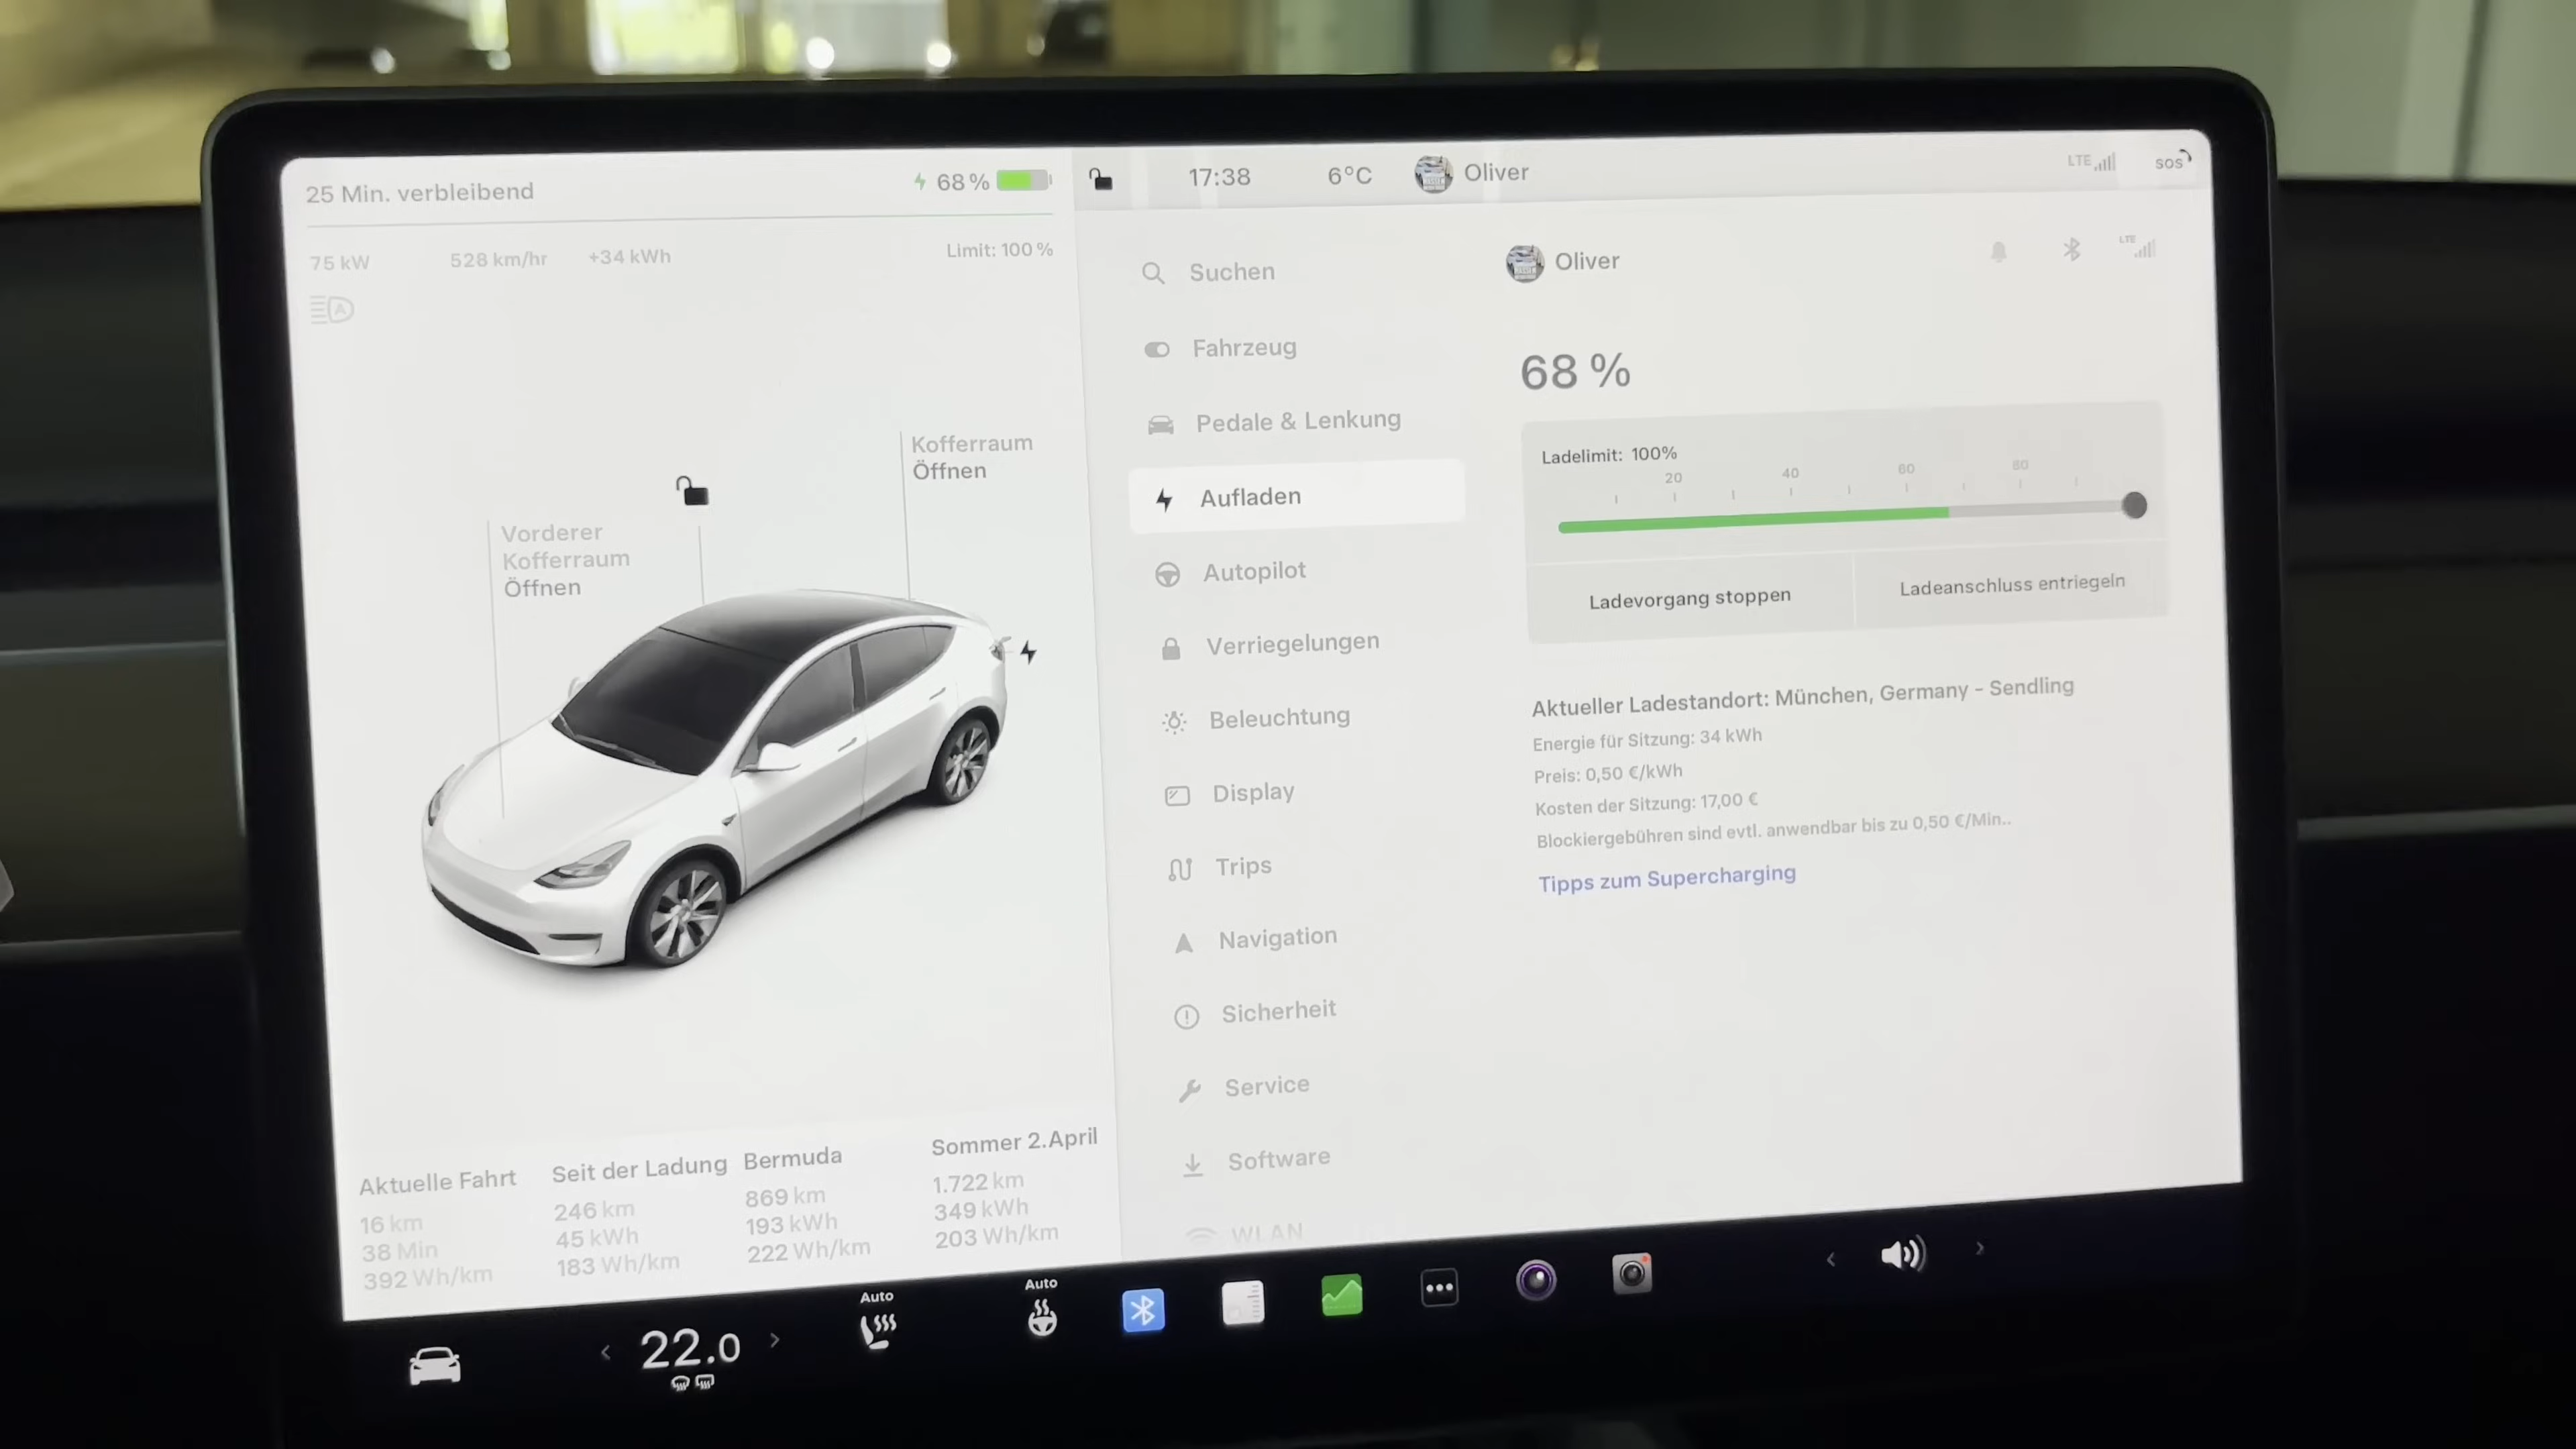 25 Min. verbleibend
68 %
17:38
6°C
Oliver
LTE
sos
75 kW
528 km/hr
+34 kWh
Limit: 100 %
A
Kofferraum
Öffnen
Vorderer
Kofferraum
Öffnen
Aktuelle Fahrt
16 km
38 Min
392 Wh/km
Seit der Ladung
246 km
45 kWh
183 Wh/km
Bermuda
869 km
193 kWh
222 Wh/km
Sommer 2.April
1.722 km
349 kWh
203 Wh/km
Suchen
Fahrzeug
Pedale & Lenkung
Aufladen
Autopilot
Verriegelungen
Beleuchtung
Display
Trips
Navigation
Sicherheit
Service
Software
WLAN
Oliver
LTE
68 %
Ladelimit: 100%
20 40 60 80
Ladevorgang stoppen
Ladeanschluss entriegeln
Aktueller Ladestandort: München, Germany - Sendling
Energie für Sitzung: 34 kWh
Preis: 0,50 €/kWh
Kosten der Sitzung: 17,00 €
Blockiergebühren sind evtl. anwendbar bis zu 0,50 €/Min..
Tipps zum Supercharging
22.0
Auto
Auto